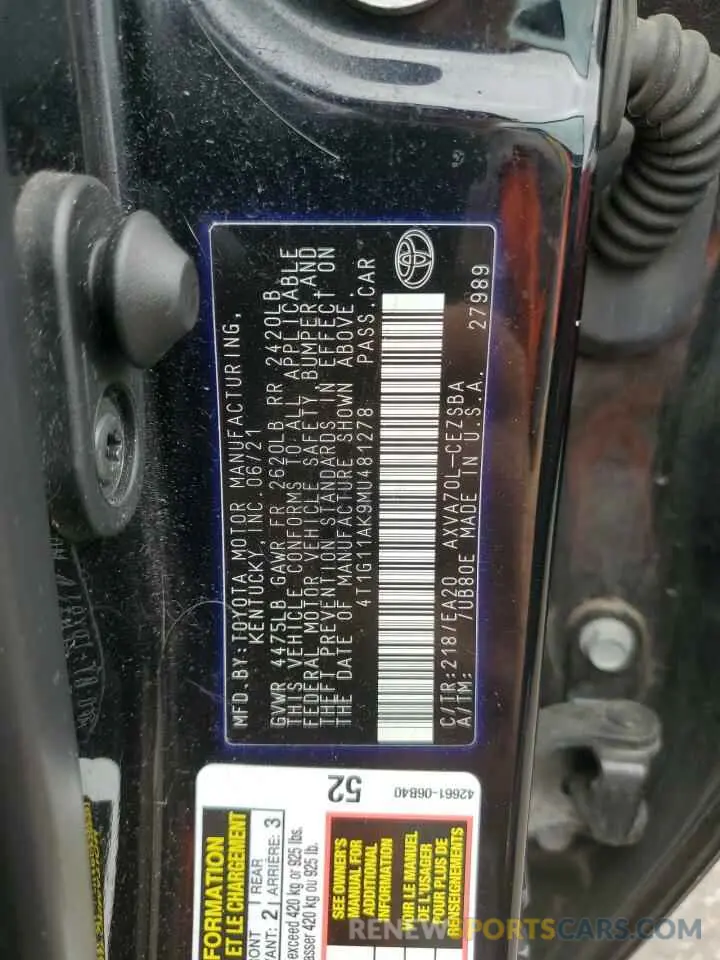 MFD.BY:TOYOTA MOTOR MANUFACTURING,
KENTUCKY, INC.06/21
GVWR 4475LB GAWR FR 2620LB RR 2420LB
THIS VEHICLE CONFORMS TO ALL APPLICABLE
FEDERAL MOTOR VEHICLE SAFETY,BUMPER,AND
THEFT PREVENTION STANDARDS IN EFFECT ON
THE DATE OF MANUFACTURE SHOWN ABOVE.
4T1G11AK9MU481278 PASS.CAR
C/TR:218/EA20 AXVA70L-CEZSBA
A/TM: 7UB80E MADE IN U.S.A. 27989
52
42661-06B40
FORMATION
ET LE CHARGEMENT
2 REAR
2 ARRIÈRE: 3
exceed 420 kg or 925 lbs.
420 kg ou 925 lb.
SEE OWNER'S
MANUAL FOR
ADDITIONAL
INFORMATION
VOIR LE MANUEL
DE L'USAGER
POUR PLUS DE
RENSEIGNEMENTS
RENEWSPORTSCARS.COM